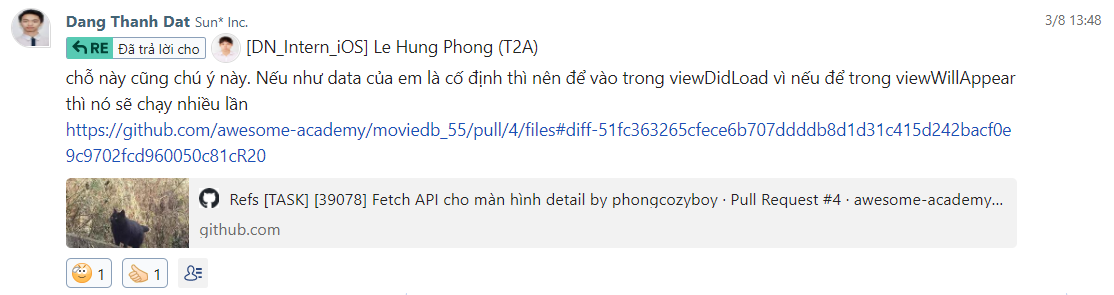 Dang Thanh Dat Sun* Inc. 3/8 13:48
RE Đã trả lời cho [DN_Intern_iOS] Le Hung Phong (T2A)
chỗ này cũng chú ý này. Nếu như data của em là cố định thì nên để vào trong viewDidLoad vì nếu để trong viewWillAppear
thì nó sẽ chạy nhiều lần
https://github.com/awesome-academy/moviedb_55/pull/4/files#diff-51fc363265cfece6b707ddddb8d1d31c415d242bacf0e
9c9702fcd960050c81cR20
Refs [TASK] [39078] Fetch API cho màn hình detail by phongcozyboy · Pull Request #4 · awesome-academy...
github.com
1 1